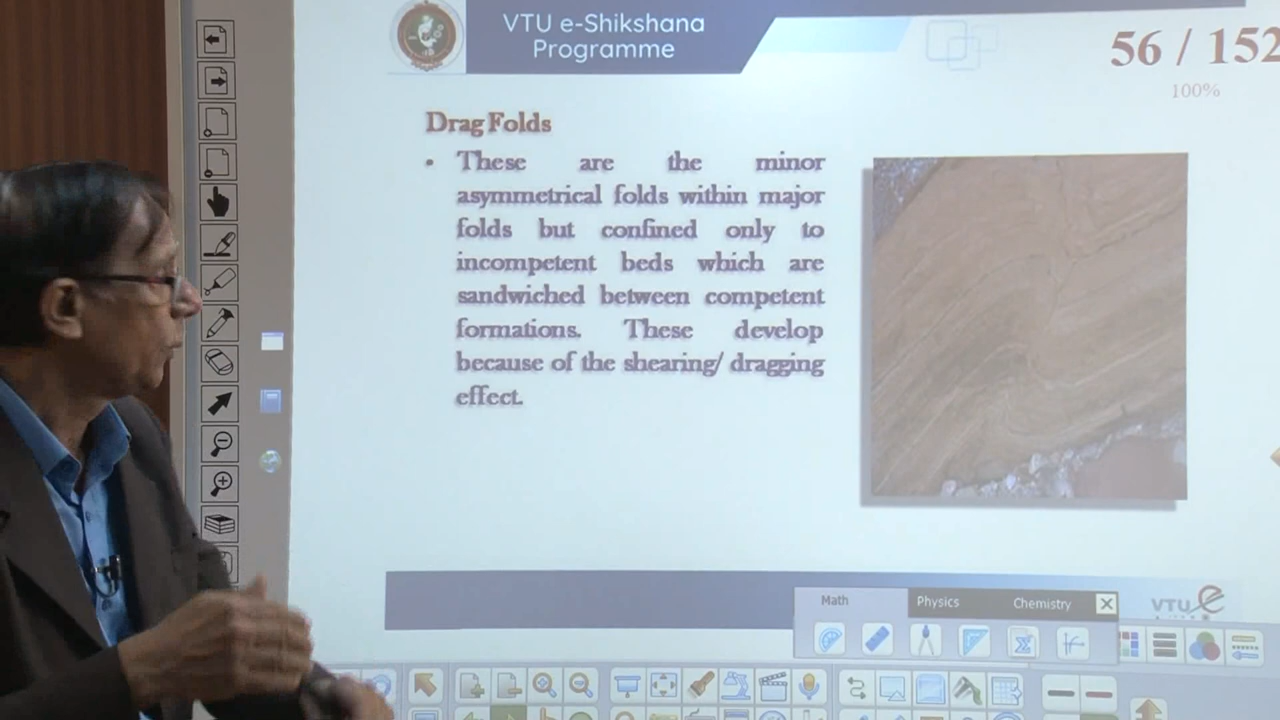 VTU e-Shikshana
Programme
56 / 152
100%
Drag Folds
• These are the minor
asymmetrical folds within major
folds but confined only to
incompetent beds which are
sandwiched between competent
formations. These develop
because of the shearing/ dragging
effect.
Math Physics Chemistry
VTU e